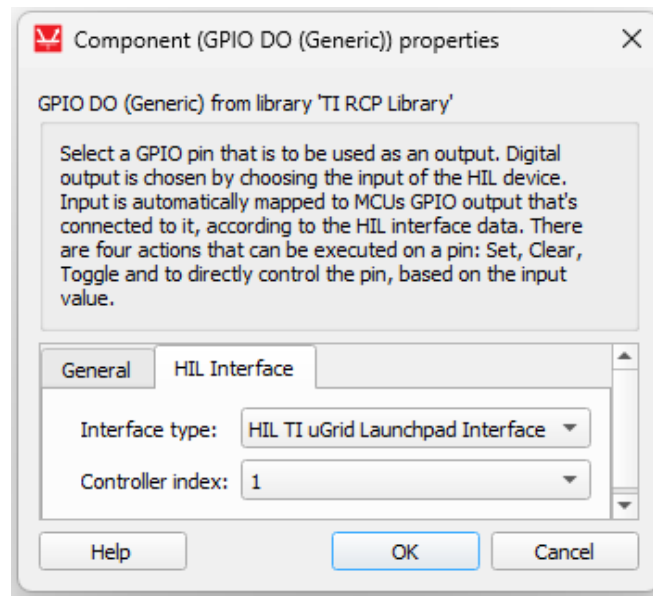 Component (GPIO DO (Generic)) properties
GPIO DO (Generic) from library 'TI RCP Library'
Select a GPIO pin that is to be used as an output. Digital
output is chosen by choosing the input of the HIL device.
Input is automatically mapped to MCUs GPIO output that's
connected to it, according to the HIL interface data. There
are four actions that can be executed on a pin: Set, Clear,
Toggle and to directly control the pin, based on the input
value.
General HIL Interface
Interface type: HIL TI uGrid Launchpad Interface
Controller index: 1
Help OK Cancel